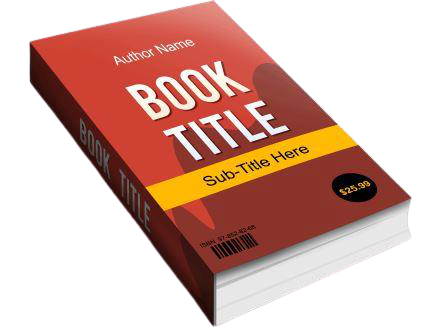 Author Name
BOOK
TITLE
Sub-Title Here
$25.99
BOOK TITLE